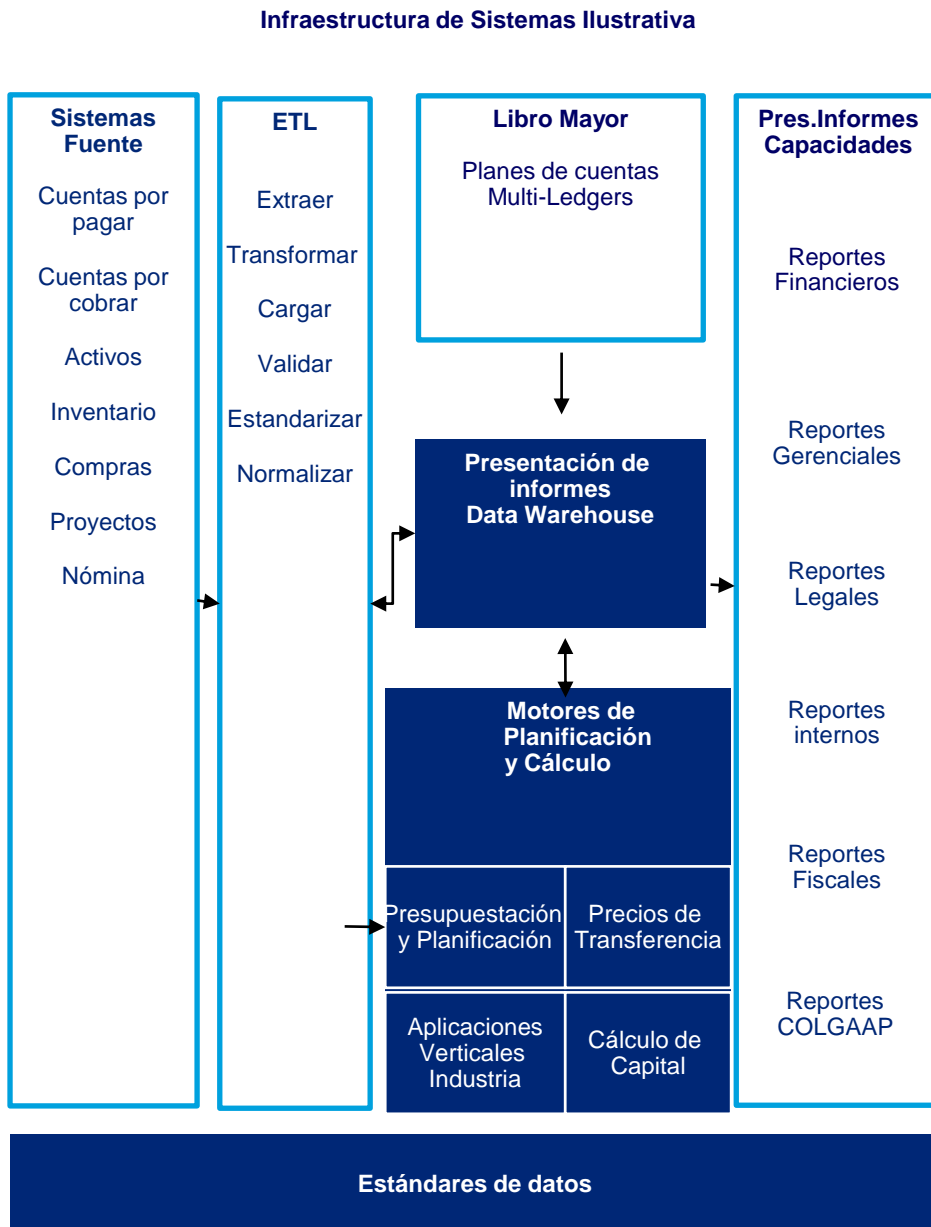 Infraestructura de Sistemas Ilustrativa
Sistemas
Fuente
Cuentas por
pagar
Cuentas por
cobrar
Activos
Inventario
Compras
Proyectos
Nómina
ETL
Extraer
Transformar
Cargar
Validar
Estandarizar
Normalizar
Libro Mayor
Planes de cuentas
Multi-Ledgers
Presentación de
informes
Data Warehouse
Motores de
Planificación
y Cálculo
Presupuestación
y Planificación
Precios de
Transferencia
Aplicaciones
Verticales
Industria
Cálculo de
Capital
Pres.Informes
Capacidades
Reportes
Financieros
Reportes
Gerenciales
Reportes
Legales
Reportes
internos
Reportes
Fiscales
Reportes
COLGAAP
Estándares de datos